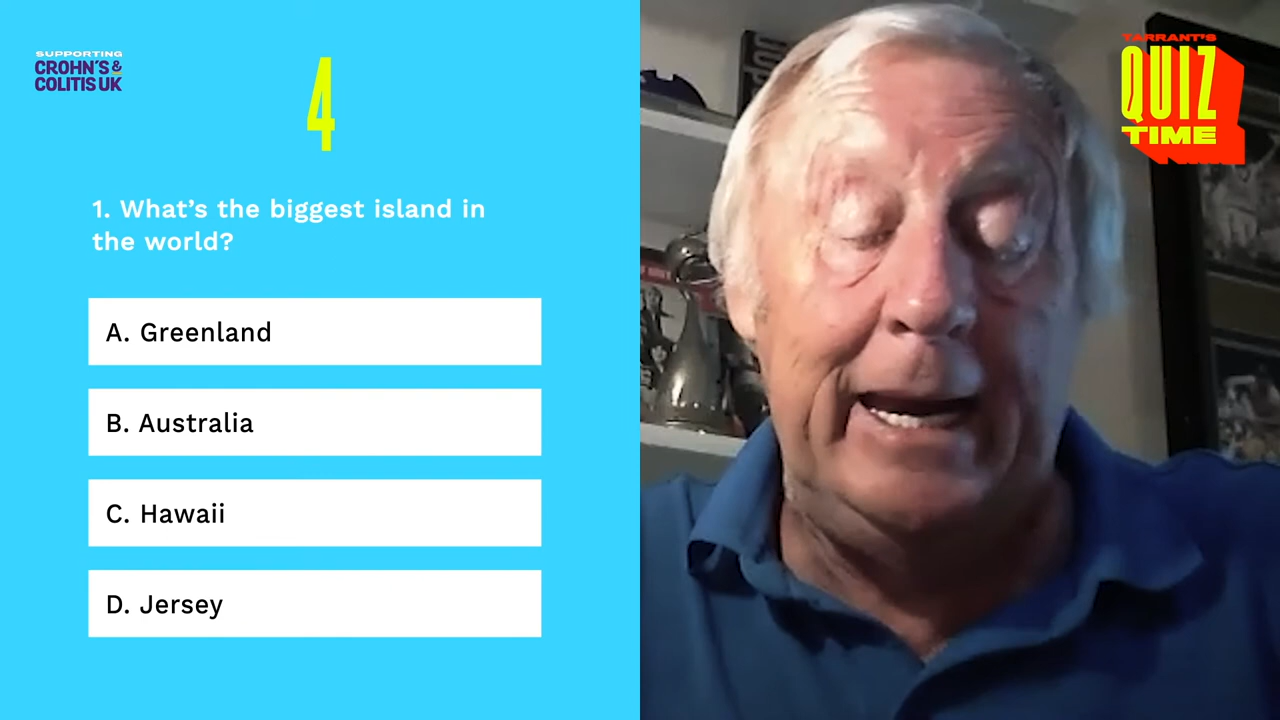 SUPPORTING
CROHN'S &
COLITIS UK
4
1. What's the biggest island in
the world?
A. Greenland
B. Australia
C. Hawaii
D. Jersey
TARRANT'S
QUIZ
TIME